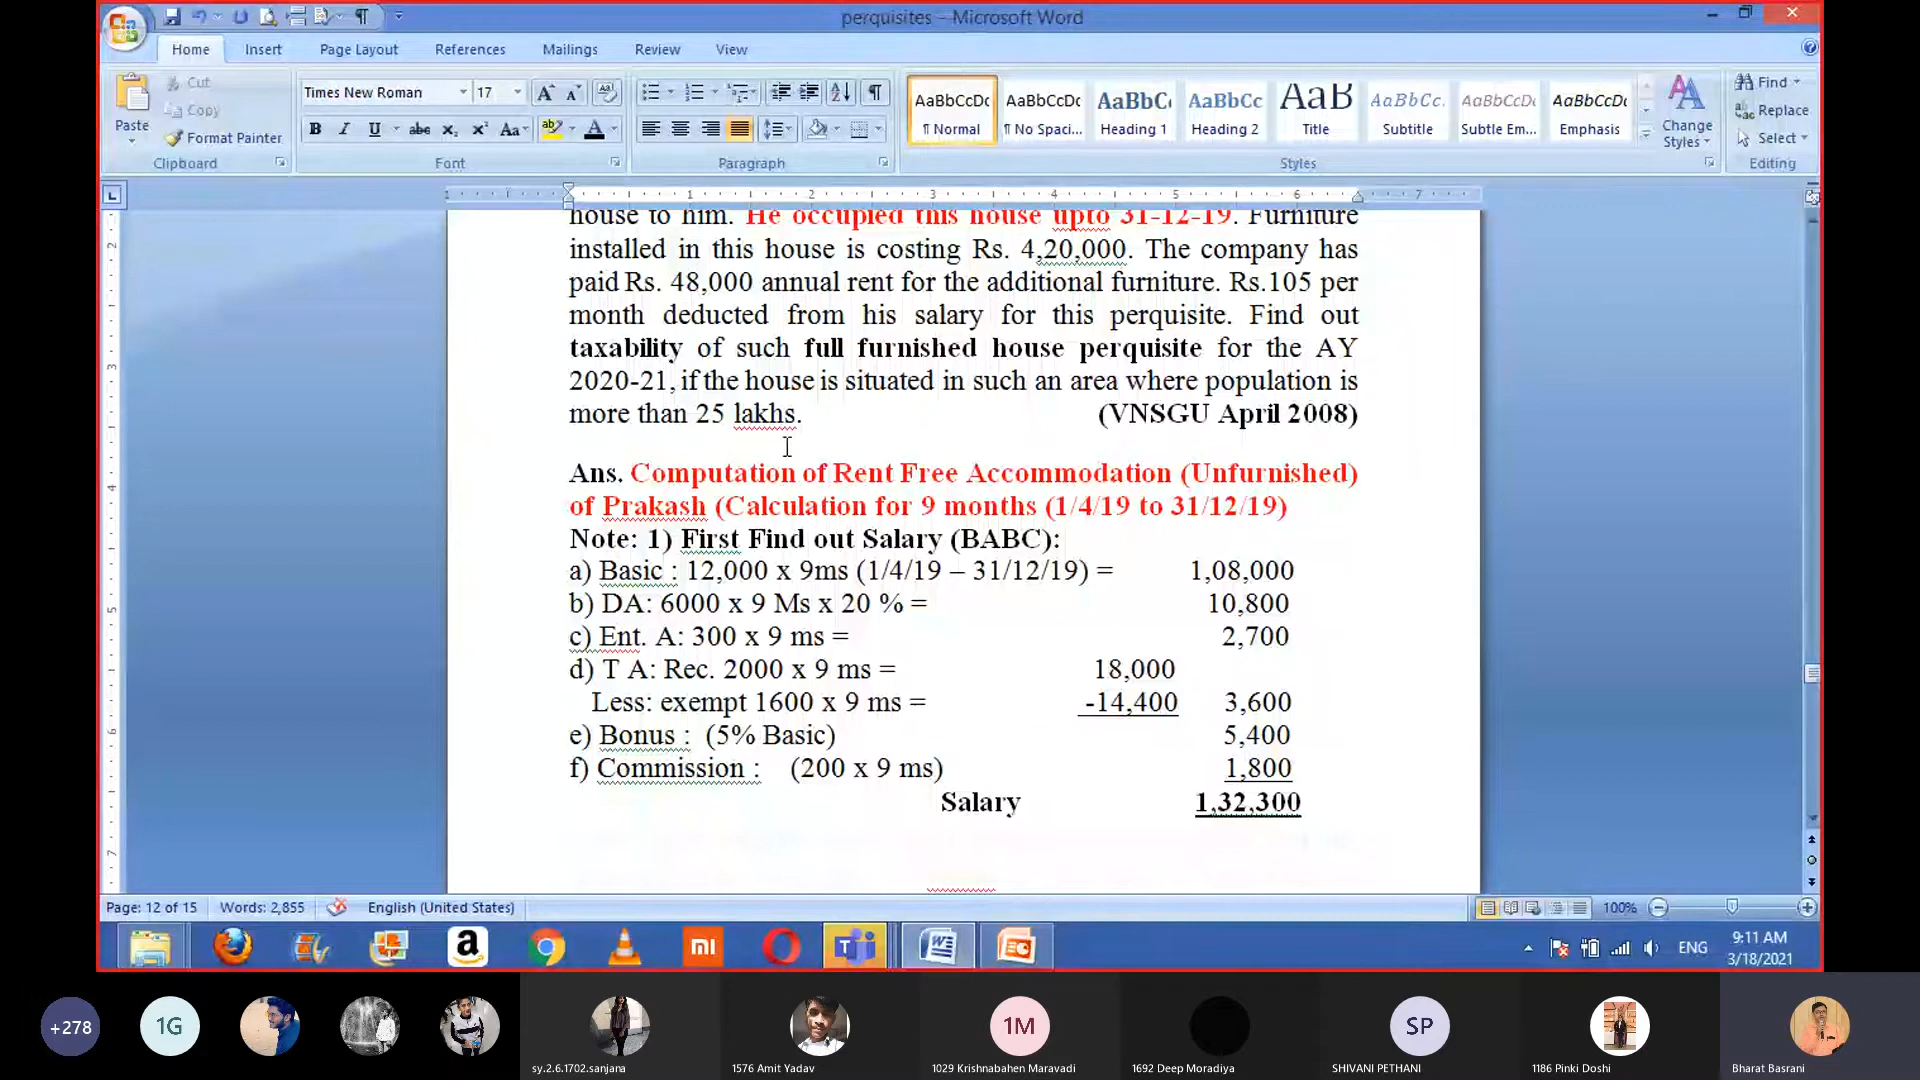 perquisites - Microsoft Word
Home Insert Page Layout References Mailings Review View
Paste
Cut
Copy
Format Painter
Clipboard
Times New Roman 17
Font
Paragraph
AaBbCcDc AaBbCcDc AaBbCc AaBbCc AaB AaBbCc. AaBbCcDc AaBbCcDc
¶ Normal ¶ No Spaci... Heading 1 Heading 2 Title Subtitle Subtle Em... Emphasis
Change Styles
Styles
Find
Replace
Select
Editing
house to him. He occupied this house upto 31-12-19. Furniture
installed in this house is costing Rs. 4,20,000. The company has
paid Rs. 48,000 annual rent for the additional furniture. Rs.105 per
month deducted from his salary for this perquisite. Find out
taxability of such full furnished house perquisite for the AY
2020-21, if the house is situated in such an area where population is
more than 25 lakhs. (VNSGU April 2008)
Ans. Computation of Rent Free Accommodation (Unfurnished)
of Prakash (Calculation for 9 months (1/4/19 to 31/12/19)
Note: 1) First Find out Salary (BABC):
a) Basic : 12,000 x 9ms (1/4/19 – 31/12/19) = 1,08,000
b) DA: 6000 x 9 Ms x 20 % = 10,800
c) Ent. A: 300 x 9 ms = 2,700
d) T A: Rec. 2000 x 9 ms = 18,000
Less: exempt 1600 x 9 ms = -14,400 3,600
e) Bonus : (5% Basic) 5,400
f) Commission : (200 x 9 ms) 1,800
Salary 1,32,300
Page: 12 of 15 Words: 2,855 English (United States) 100%
ENG 9:11 AM
3/18/2021
+278 1G 1M SP
sy.2.6.1702.sanjana 1576 Amit Yadav 1029 Krishnabahen Maravadi 1692 Deep Moradiya SHIVANI PETHANI 1186 Pinki Doshi Bharat Basrani